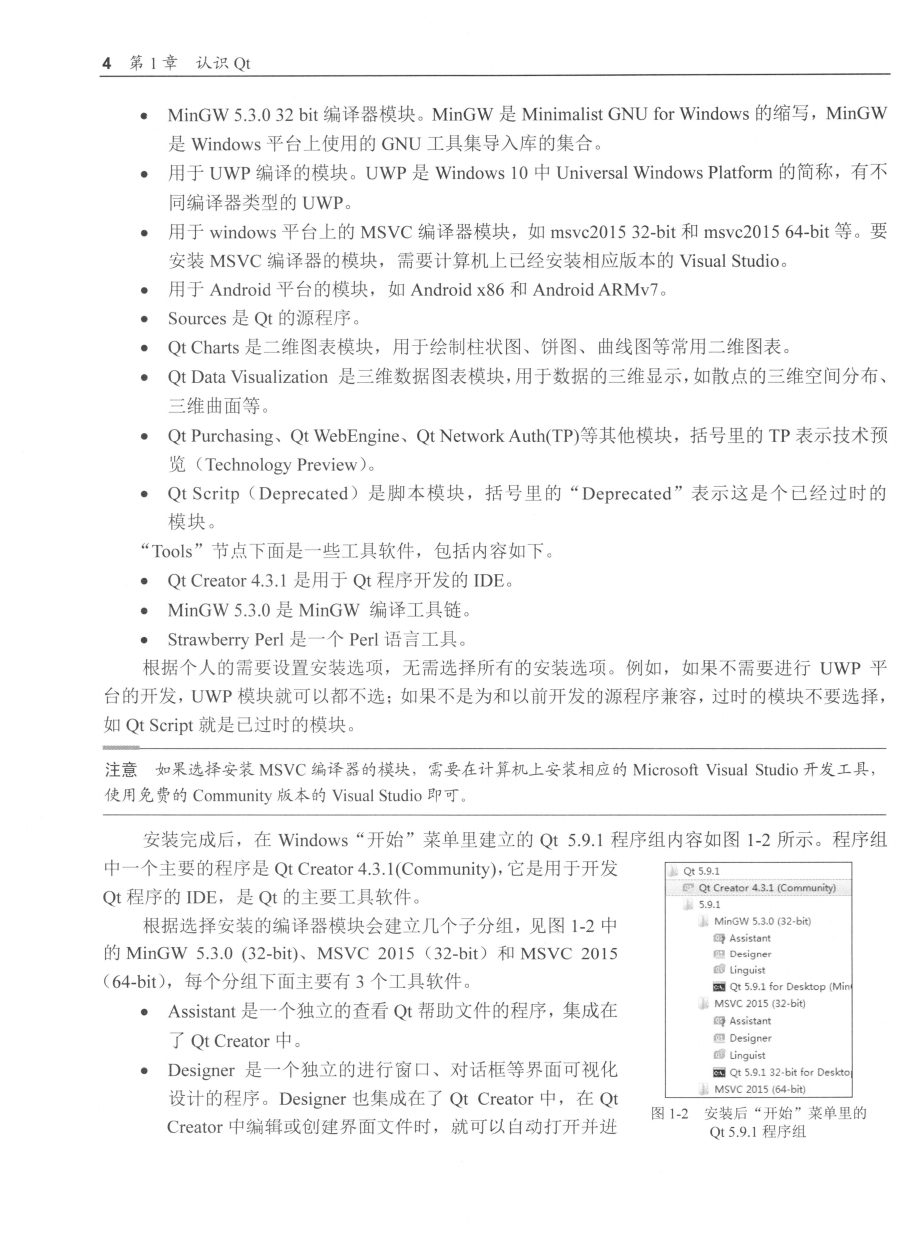 4 第1章 认识Qt
● MinGW 5.3.0 32 bit 编译器模块。MinGW 是 Minimalist GNU for Windows 的缩写，MinGW
是 Windows 平台上使用的 GNU 工具集导入库的集合。
● 用于 UWP 编译的模块。UWP 是 Windows 10 中 Universal Windows Platform 的简称，有不
同编译器类型的 UWP。
● 用于 windows 平台上的 MSVC 编译器模块，如 msvc2015 32-bit 和 msvc2015 64-bit 等。要
安装 MSVC 编译器的模块，需要计算机上已经安装相应版本的 Visual Studio。
● 用于 Android 平台的模块，如 Android x86 和 Android ARMv7。
● Sources 是 Qt 的源程序。
● Qt Charts 是二维图表模块，用于绘制柱状图、饼图、曲线图等常用二维图表。
● Qt Data Visualization 是三维数据图表模块，用于数据的三维显示，如散点的三维空间分布、
三维曲面等。
● Qt Purchasing、Qt WebEngine、Qt Network Auth(TP)等其他模块，括号里的 TP 表示技术预
览（Technology Preview）。
● Qt Scritp（Deprecated）是脚本模块，括号里的“Deprecated”表示这是个已经过时的
模块。
“Tools”节点下面是一些工具软件，包括内容如下。
● Qt Creator 4.3.1 是用于 Qt 程序开发的 IDE。
● MinGW 5.3.0 是 MinGW 编译工具链。
● Strawberry Perl 是一个 Perl 语言工具。
根据个人的需要设置安装选项，无需选择所有的安装选项。例如，如果不需要进行 UWP 平
台的开发，UWP 模块就可以都不选；如果不是为和以前开发的源程序兼容，过时的模块不要选择，
如 Qt Script 就是已过时的模块。
注意 如果选择安装 MSVC 编译器的模块，需要在计算机上安装相应的 Microsoft Visual Studio 开发工具，
使用免费的 Community 版本的 Visual Studio 即可。
安装完成后，在 Windows“开始”菜单里建立的 Qt 5.9.1 程序组内容如图 1-2 所示。程序组
中一个主要的程序是 Qt Creator 4.3.1(Community)，它是用于开发
Qt 程序的 IDE，是 Qt 的主要工具软件。
根据选择安装的编译器模块会建立几个子分组，见图 1-2 中
的 MinGW 5.3.0 (32-bit)、MSVC 2015（32-bit）和 MSVC 2015
（64-bit），每个分组下面主要有 3 个工具软件。
● Assistant 是一个独立的查看 Qt 帮助文件的程序，集成在
了 Qt Creator 中。
● Designer 是一个独立的进行窗口、对话框等界面可视化
设计的程序。Designer 也集成在了 Qt Creator 中，在 Qt
Creator 中编辑或创建界面文件时，就可以自动打开并进
Qt 5.9.1
Qt Creator 4.3.1 (Community)
5.9.1
MinGW 5.3.0 (32-bit)
Assistant
Designer
Linguist
Qt 5.9.1 for Desktop (Min
MSVC 2015 (32-bit)
Assistant
Designer
Linguist
Qt 5.9.1 32-bit for Deskto
MSVC 2015 (64-bit)
图 1-2 安装后“开始”菜单里的
Qt 5.9.1 程序组